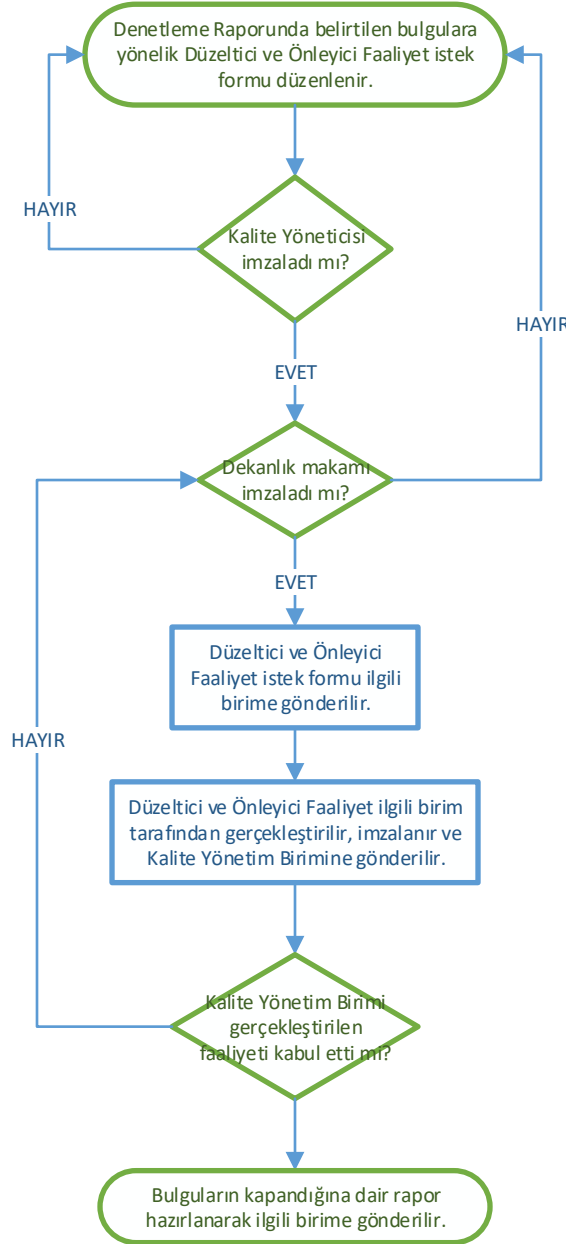 Denetleme Raporunda belirtilen bulgulara
yönelik Düzeltici ve Önleyici Faaliyet istek
formu düzenlenir.
HAYIR
Kalite Yöneticisi
imzaladı mı?
HAYIR
EVET
Dekanlık makamı
imzaladı mı?
EVET
Düzeltici ve Önleyici
Faaliyet istek formu ilgili
birime gönderilir.
HAYIR
Düzeltici ve Önleyici Faaliyet ilgili birim
tarafından gerçekleştirilir, imzalanır ve
Kalite Yönetim Birimine gönderilir.
Kalite Yönetim Birimi
gerçekleştirilen
faaliyeti kabul etti mi?
Bulguların kapandığına dair rapor
hazırlanarak ilgili birime gönderilir.